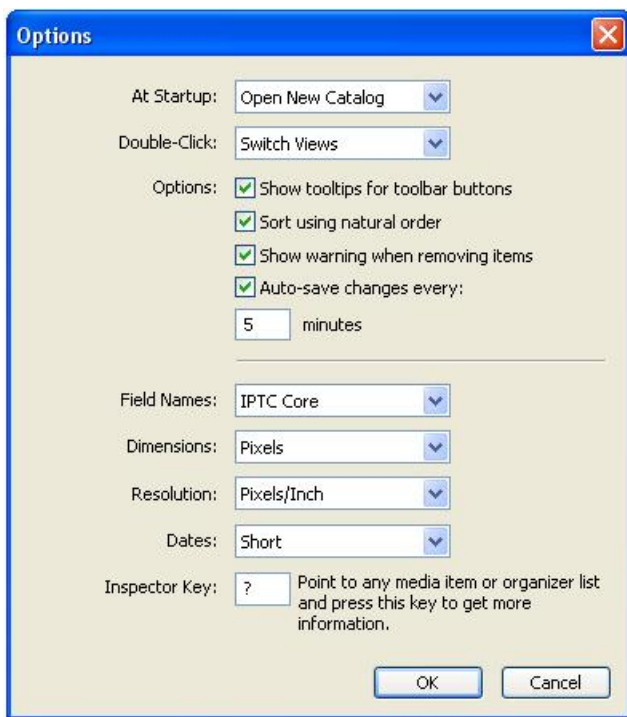 Options
At Startup: Open New Catalog
Double-Click: Switch Views
Options: Show tooltips for toolbar buttons
Sort using natural order
Show warning when removing items
Auto-save changes every:
5 minutes
Field Names: IPTC Core
Dimensions: Pixels
Resolution: Pixels/Inch
Dates: Short
Inspector Key: ? Point to any media item or organizer list
and press this key to get more
information.
OK Cancel